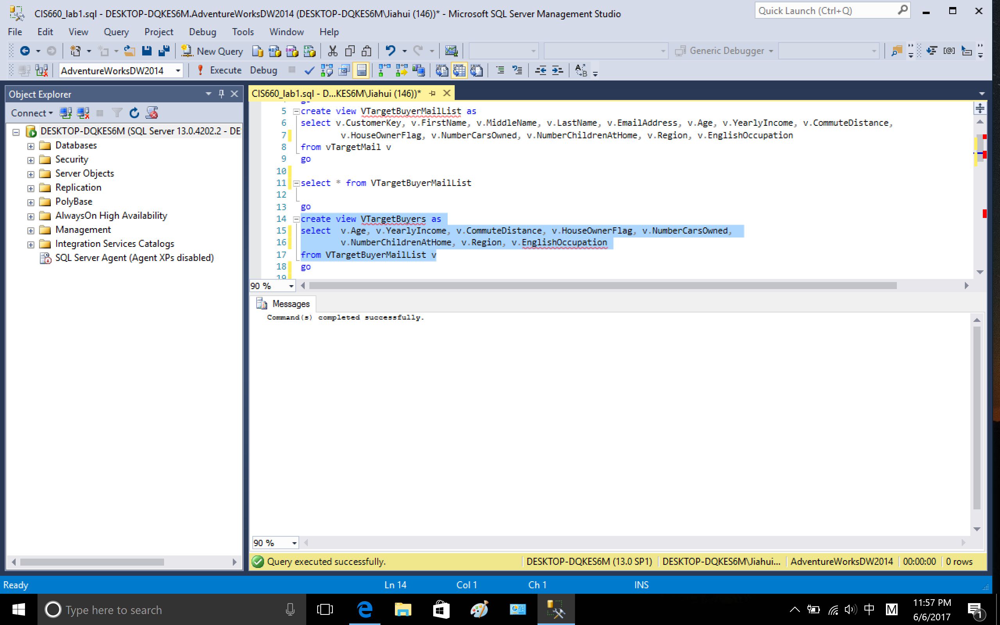 CIS660_lab1.sql - DESKTOP-DQKES6M.AdventureWorksDW2014 (DESKTOP-DQKES6M\Jiahui (146))* - Microsoft SQL Server Management Studio
Quick Launch (Ctrl+Q)
File Edit View Query Project Debug Tools Window Help
New Query
Generic Debugger
AdventureWorksDW2014
Execute Debug
Object Explorer
CIS660_lab1.sql - D...KES6M\Jiahui (146))*
Connect
DESKTOP-DQKES6M (SQL Server 13.0.4202.2 - DE
Databases
Security
Server Objects
Replication
PolyBase
AlwaysOn High Availability
Management
Integration Services Catalogs
SQL Server Agent (Agent XPs disabled)
5 create view VTargetBuyerMailList as
6 select v.CustomerKey, v.FirstName, v.MiddleName, v.LastName, v.EmailAddress, v.Age, v.YearlyIncome, v.CommuteDistance,
7 v.HouseOwnerFlag, v.NumberCarsOwned, v.NumberChildrenAtHome, v.Region, v.EnglishOccupation
8 from vTargetMail v
9 go
10
11 select * from VTargetBuyerMailList
12
13 go
14 create view VTargetBuyers as
15 select v.Age, v.YearlyIncome, v.CommuteDistance, v.HouseOwnerFlag, v.NumberCarsOwned,
16 v.NumberChildrenAtHome, v.Region, v.EnglishOccupation
17 from VTargetBuyerMailList v
18 go
19
90 %
Messages
Command(s) completed successfully.
90 %
Query executed successfully. DESKTOP-DQKES6M (13.0 SP1) DESKTOP-DQKES6M\Jiahui... AdventureWorksDW2014 00:00:00 0 rows
Ready Ln 14 Col 1 Ch 1 INS
Type here to search
中 M
11:57 PM
6/6/2017
1